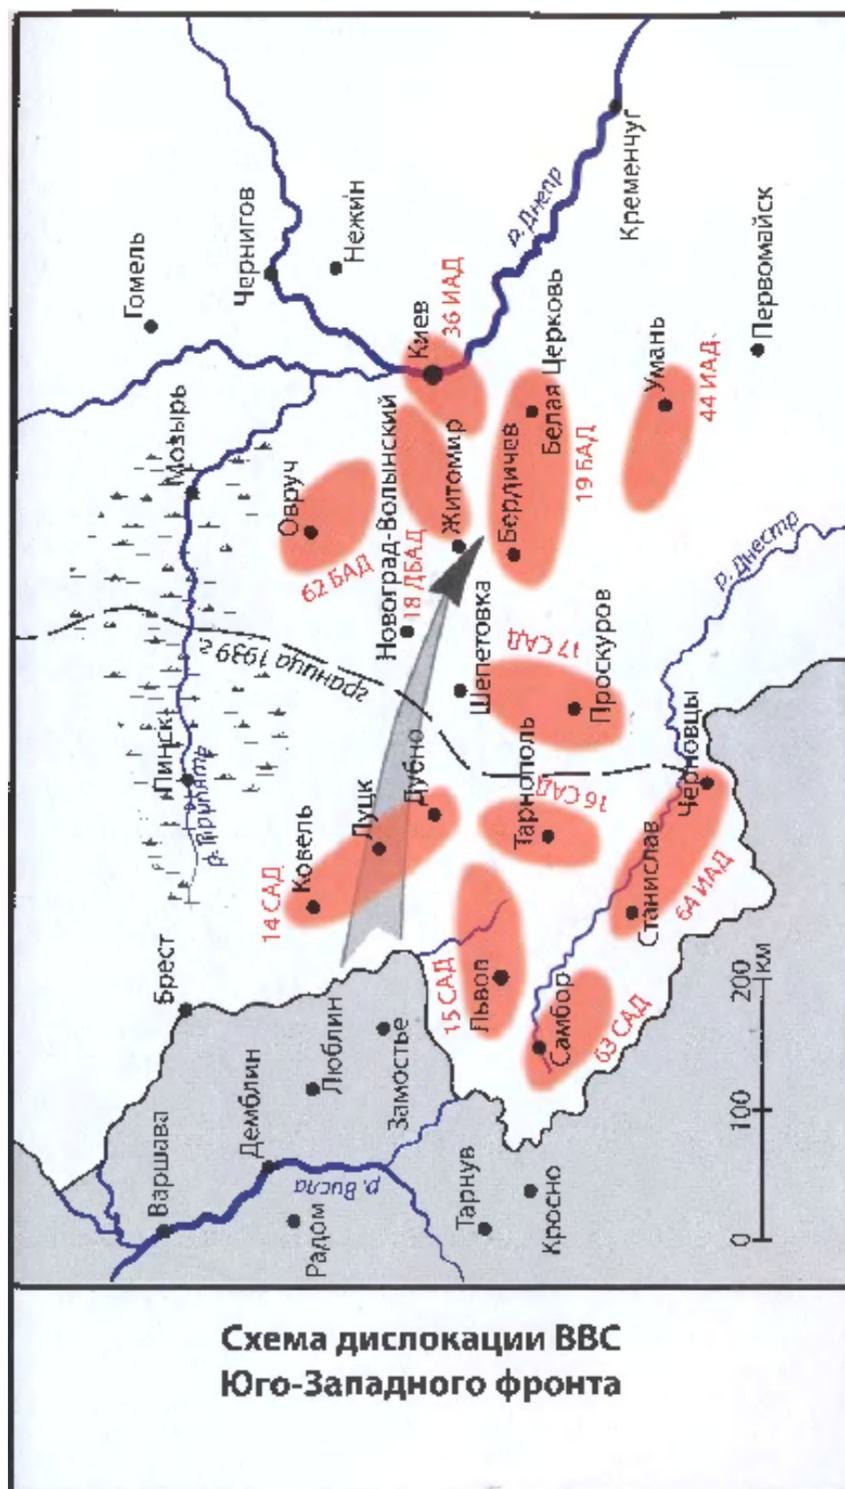 Гомель
Чернигов
Нежин
Мозырь
Овруч
62 БАД
Киев
36 ИАД
р. Днепр
Кременчуг
Новоград-Волынский
18 ДБАД
Житомир
Бердичев
Белая Церковь
19 БАД
Умань
44 ИАД
Первомайск
граница 1939 г.
Пинск
р. Припять
Шепетовка
17 САД
Проскуров
р. Днестр
Брест
14 САД
Ковель
Луцк
Дубно
Тарнополь
16 САД
Черновцы
Станислав
64 ИАД
15 САД
Львов
Самбор
63 САД
Варшава
Демблин
Люблин
Замостье
р. Висла
Радом
Тарнув
Кросно
0 100 200
км
Схема дислокации ВВС
Юго-Западного фронта